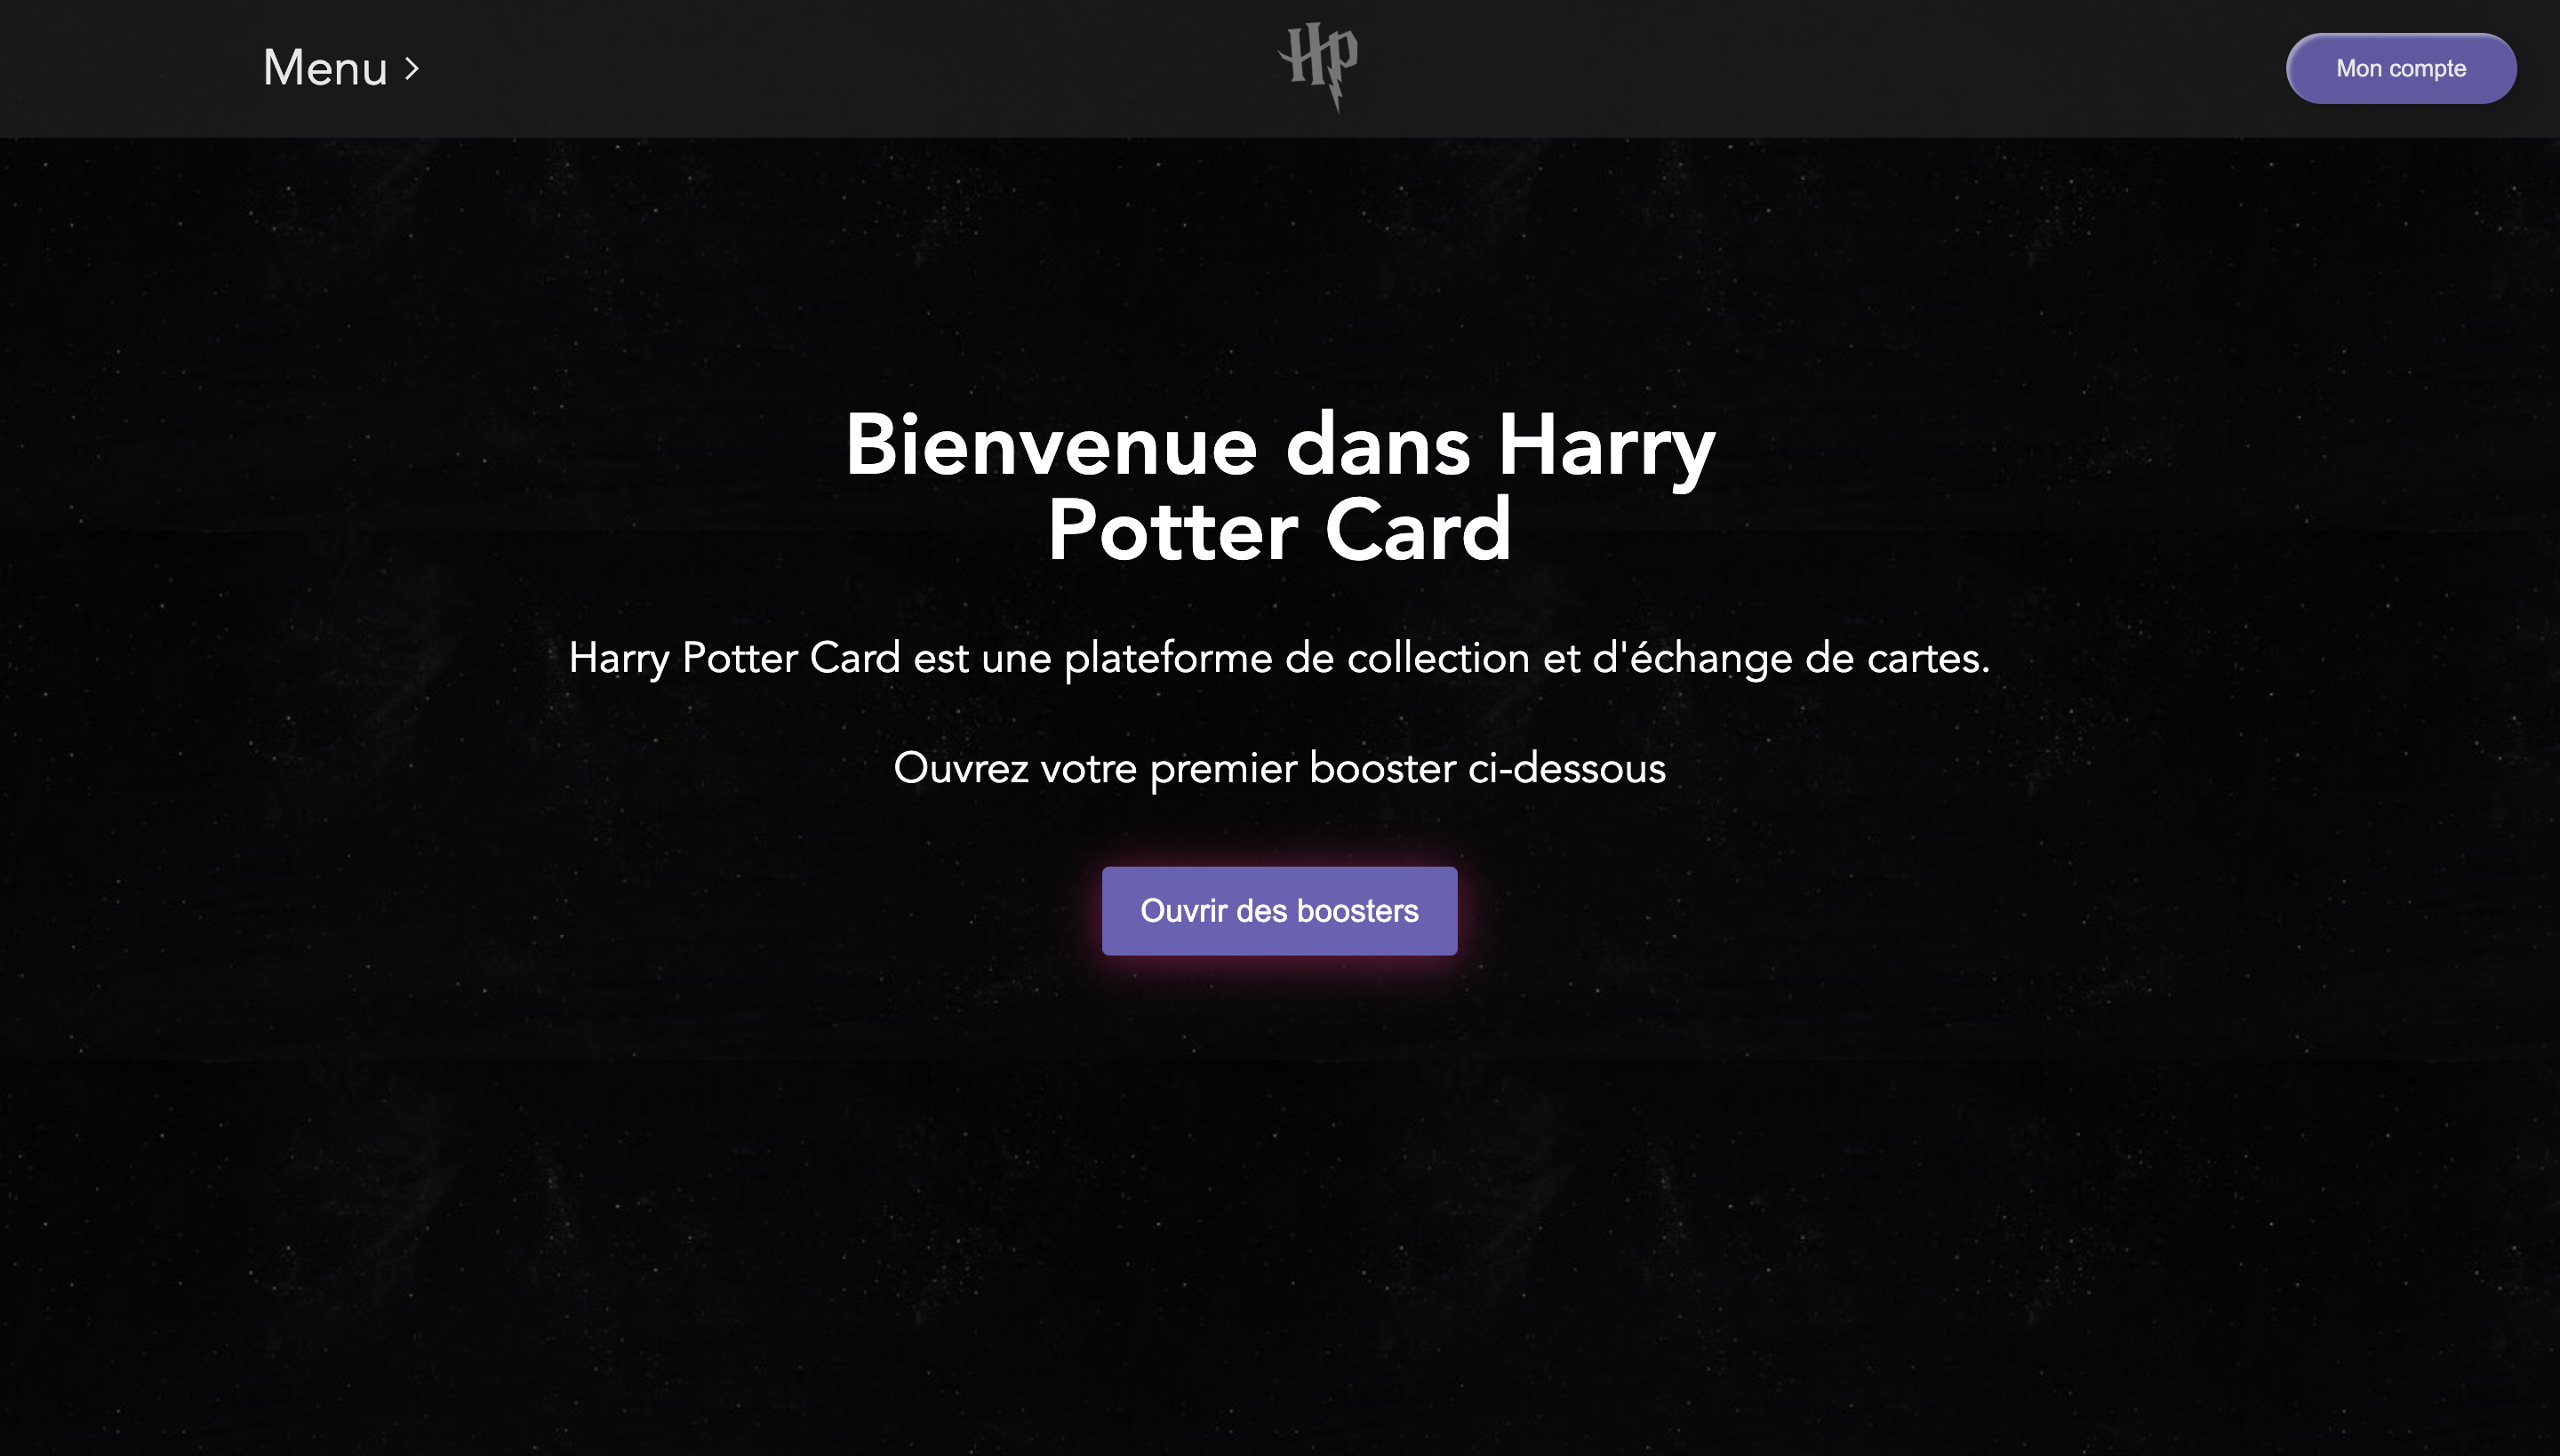 Menu >
HP
Mon compte
Bienvenue dans Harry
Potter Card
Harry Potter Card est une plateforme de collection et d'échange de cartes.
Ouvrez votre premier booster ci-dessous
Ouvrir des boosters